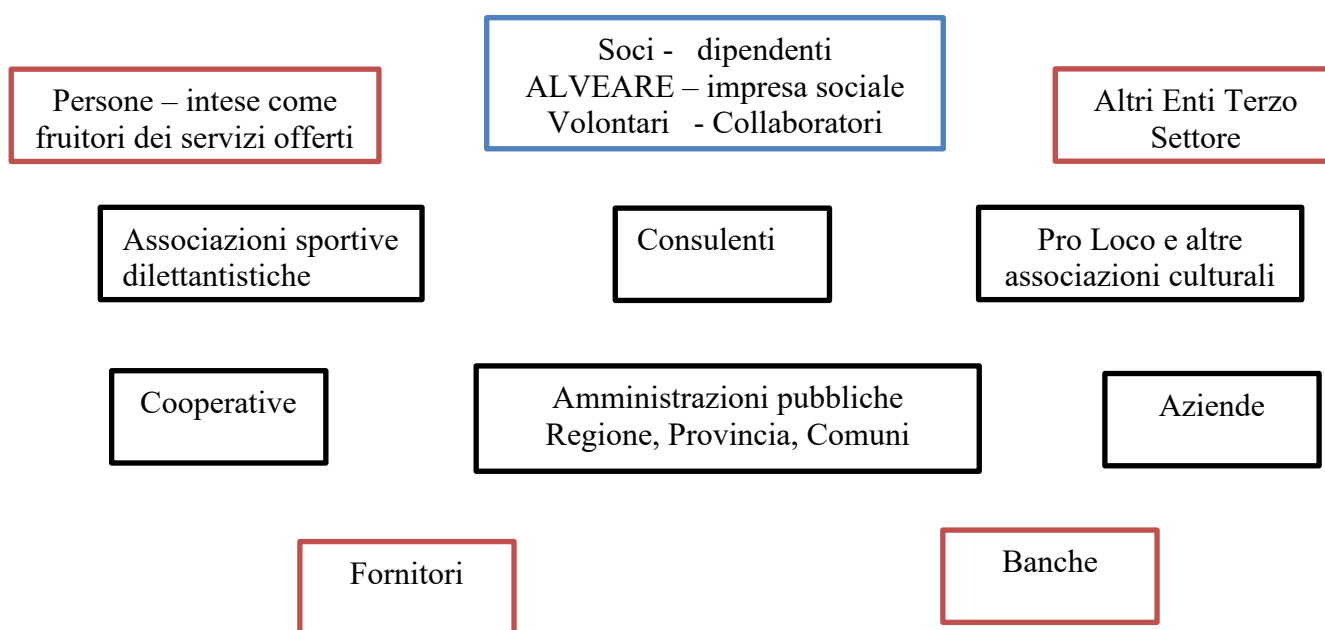 Soci - dipendenti
ALVEARE – impresa sociale
Volontari - Collaboratori
Persone – intese come
fruitori dei servizi offerti
Altri Enti Terzo
Settore
Associazioni sportive
dilettantistiche
Consulenti
Pro Loco e altre
associazioni culturali
Cooperative
Amministrazioni pubbliche
Regione, Provincia, Comuni
Aziende
Fornitori
Banche